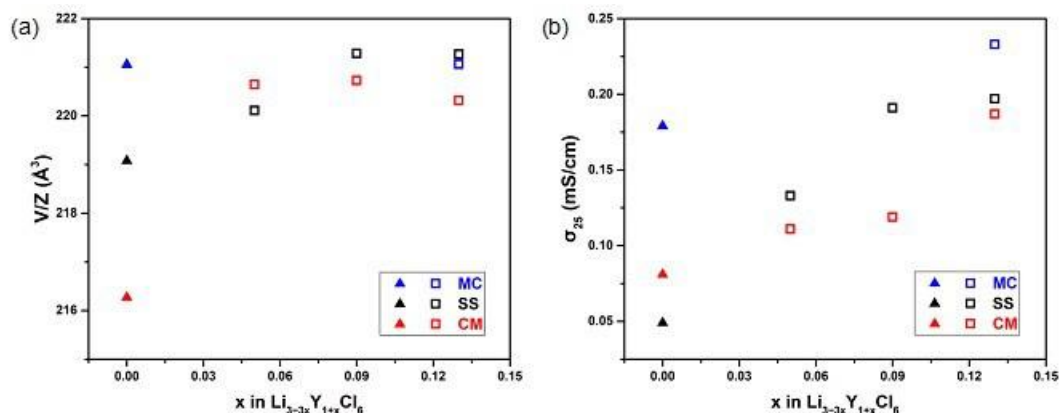 (a)
222
220
218
216
V/Z (Å³)
0.00 0.03 0.06 0.09 0.12 0.15
x in Li₃₋₃ₓY₁₊ₓCl₆
MC
SS
CM
(b)
0.25
0.20
0.15
0.10
0.05
σ₂₅ (mS/cm)
0.00 0.03 0.06 0.09 0.12 0.15
x in Li₃₋₃ₓY₁₊ₓCl₆
MC
SS
CM